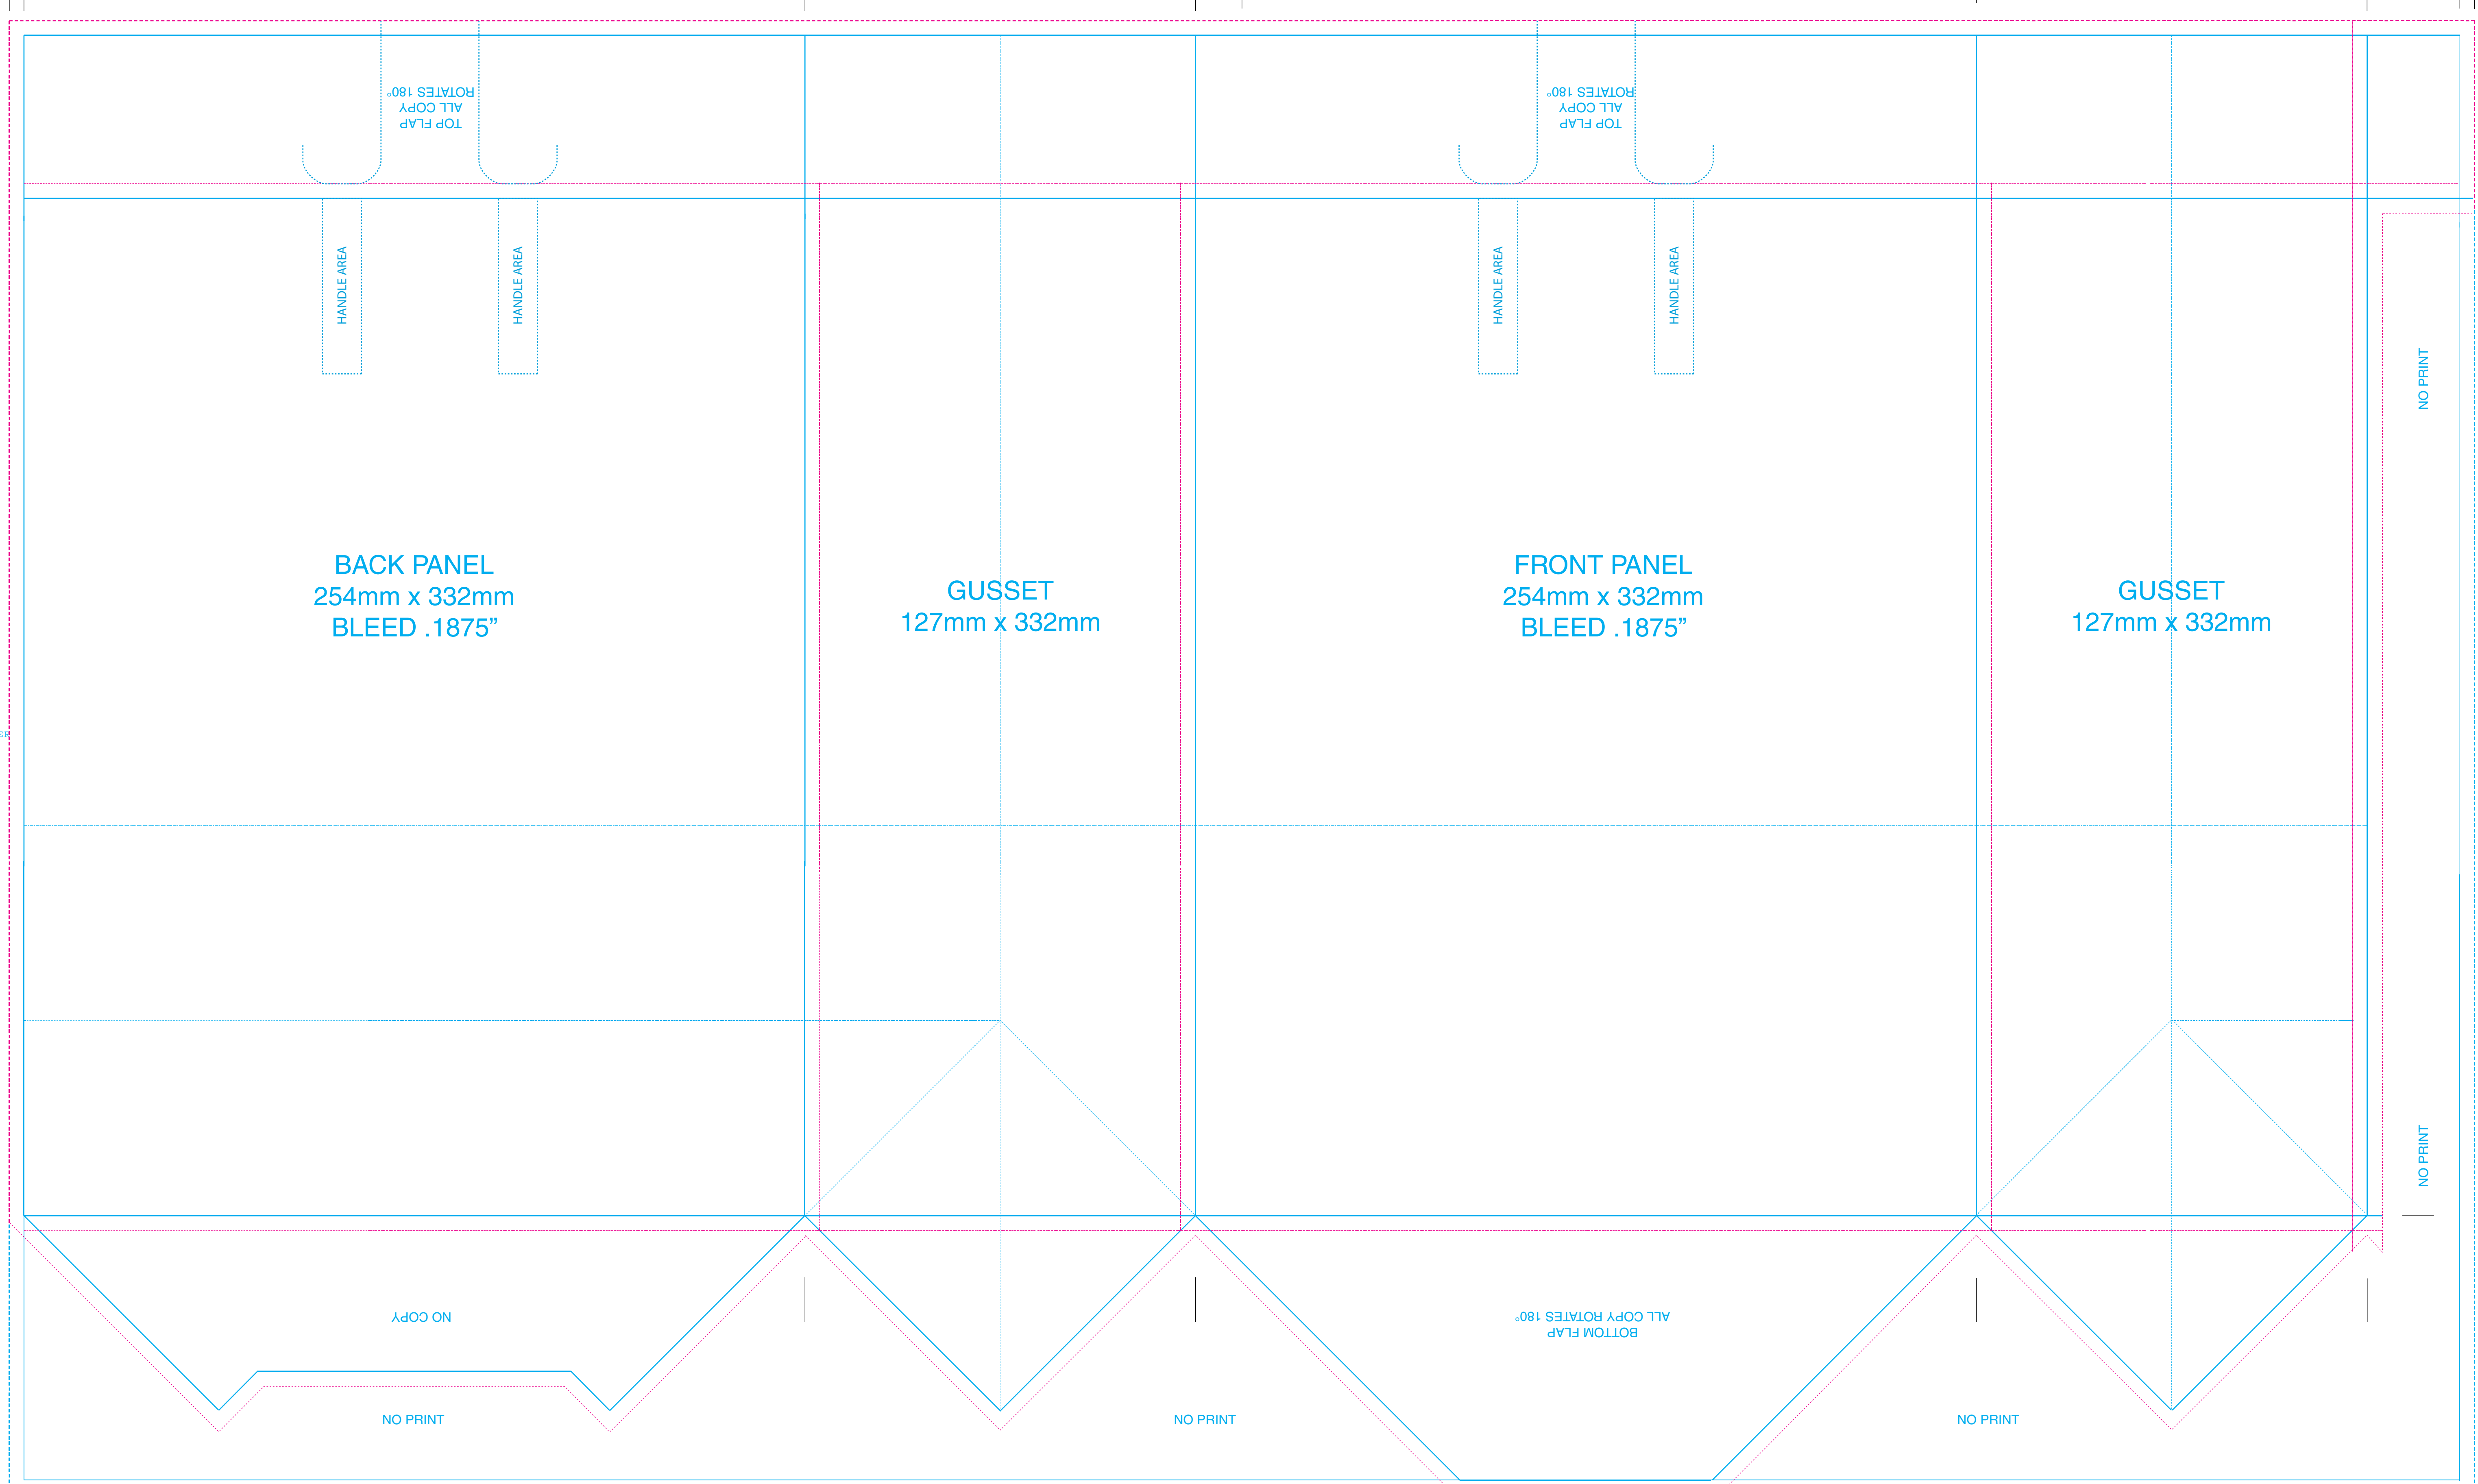 TOP FLAP
ALL COPY
ROTATES 180°
TOP FLAP
ALL COPY
ROTATES 180°
HANDLE AREA
HANDLE AREA
HANDLE AREA
HANDLE AREA
NO PRINT
BACK PANEL
254mm x 332mm
BLEED .1875”
GUSSET
127mm x 332mm
FRONT PANEL
254mm x 332mm
BLEED .1875”
GUSSET
127mm x 332mm
NO PRINT
NO COPY
BOTTOM FLAP
ALL COPY ROTATES 180°
NO PRINT
NO PRINT
NO PRINT